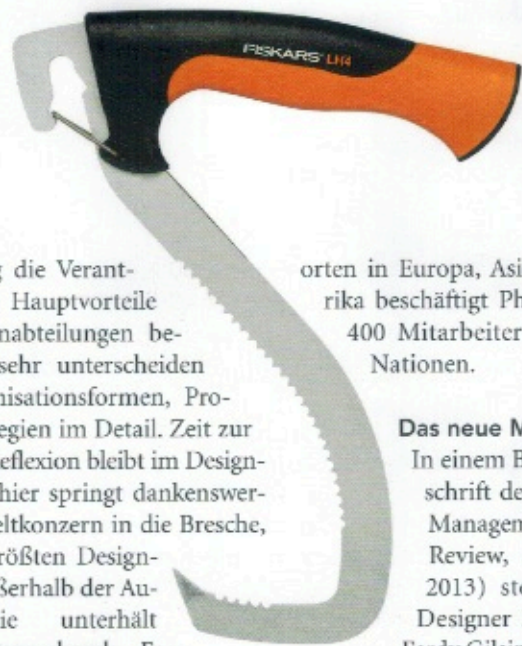 FISKARS LH4
g die Verant-
Hauptvorteile
nabteilungen be-
sehr unterscheiden
nisationsformen, Pro-
egien im Detail. Zeit zur
eflexion bleibt im Design-
hier springt dankenswer-
eltkonzern in die Bresche,
rößten Design-
ußerhalb der Au-
ie unterhält
orten in Europa, Asi
rika beschäftigt Ph
400 Mitarbeiter
Nationen.
Das neue M
In einem B
schrift de
Managem
Review,
2013) ste
Designer